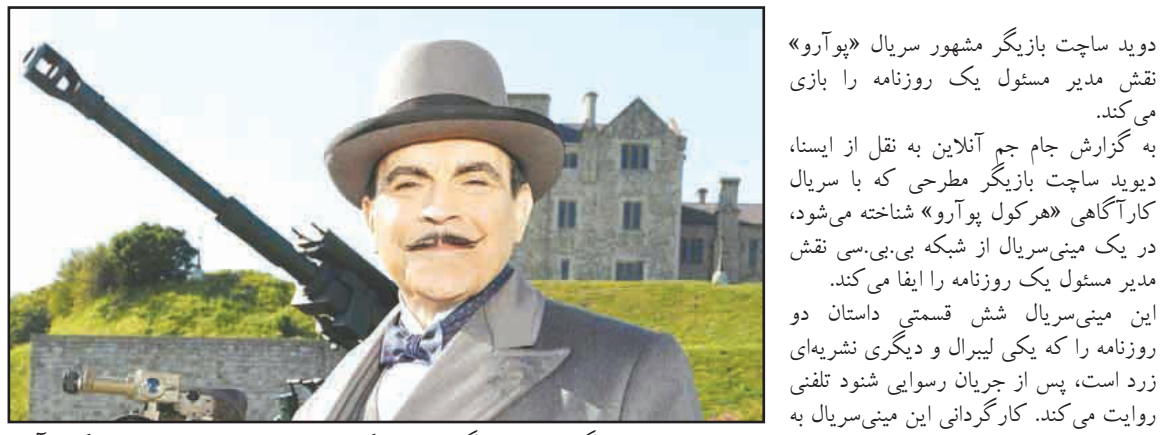 دوید ساچت بازیگر مشهور سریال «پوآرو»
نقش مدیر مسئول یک روزنامه را بازی
می‌کند.
به گزارش جام جم آنلاین به نقل از ایسنا،
دیوید ساچت بازیگر مطرحی که با سریال
کارآگاهی «هرکول پوآرو» شناخته می‌شود،
در یک مینی‌سریال از شبکه بی.بی.سی نقش
مدیر مسئول یک روزنامه را ایفا می‌کند.
این مینی‌سریال شش قسمتی داستان دو
روزنامه را که یکی لیبرال و دیگری نشریه‌ای
زرد است، پس از جریان رسوایی شنود تلفنی
روایت می‌کند. کارگردانی این مینی‌سریال به